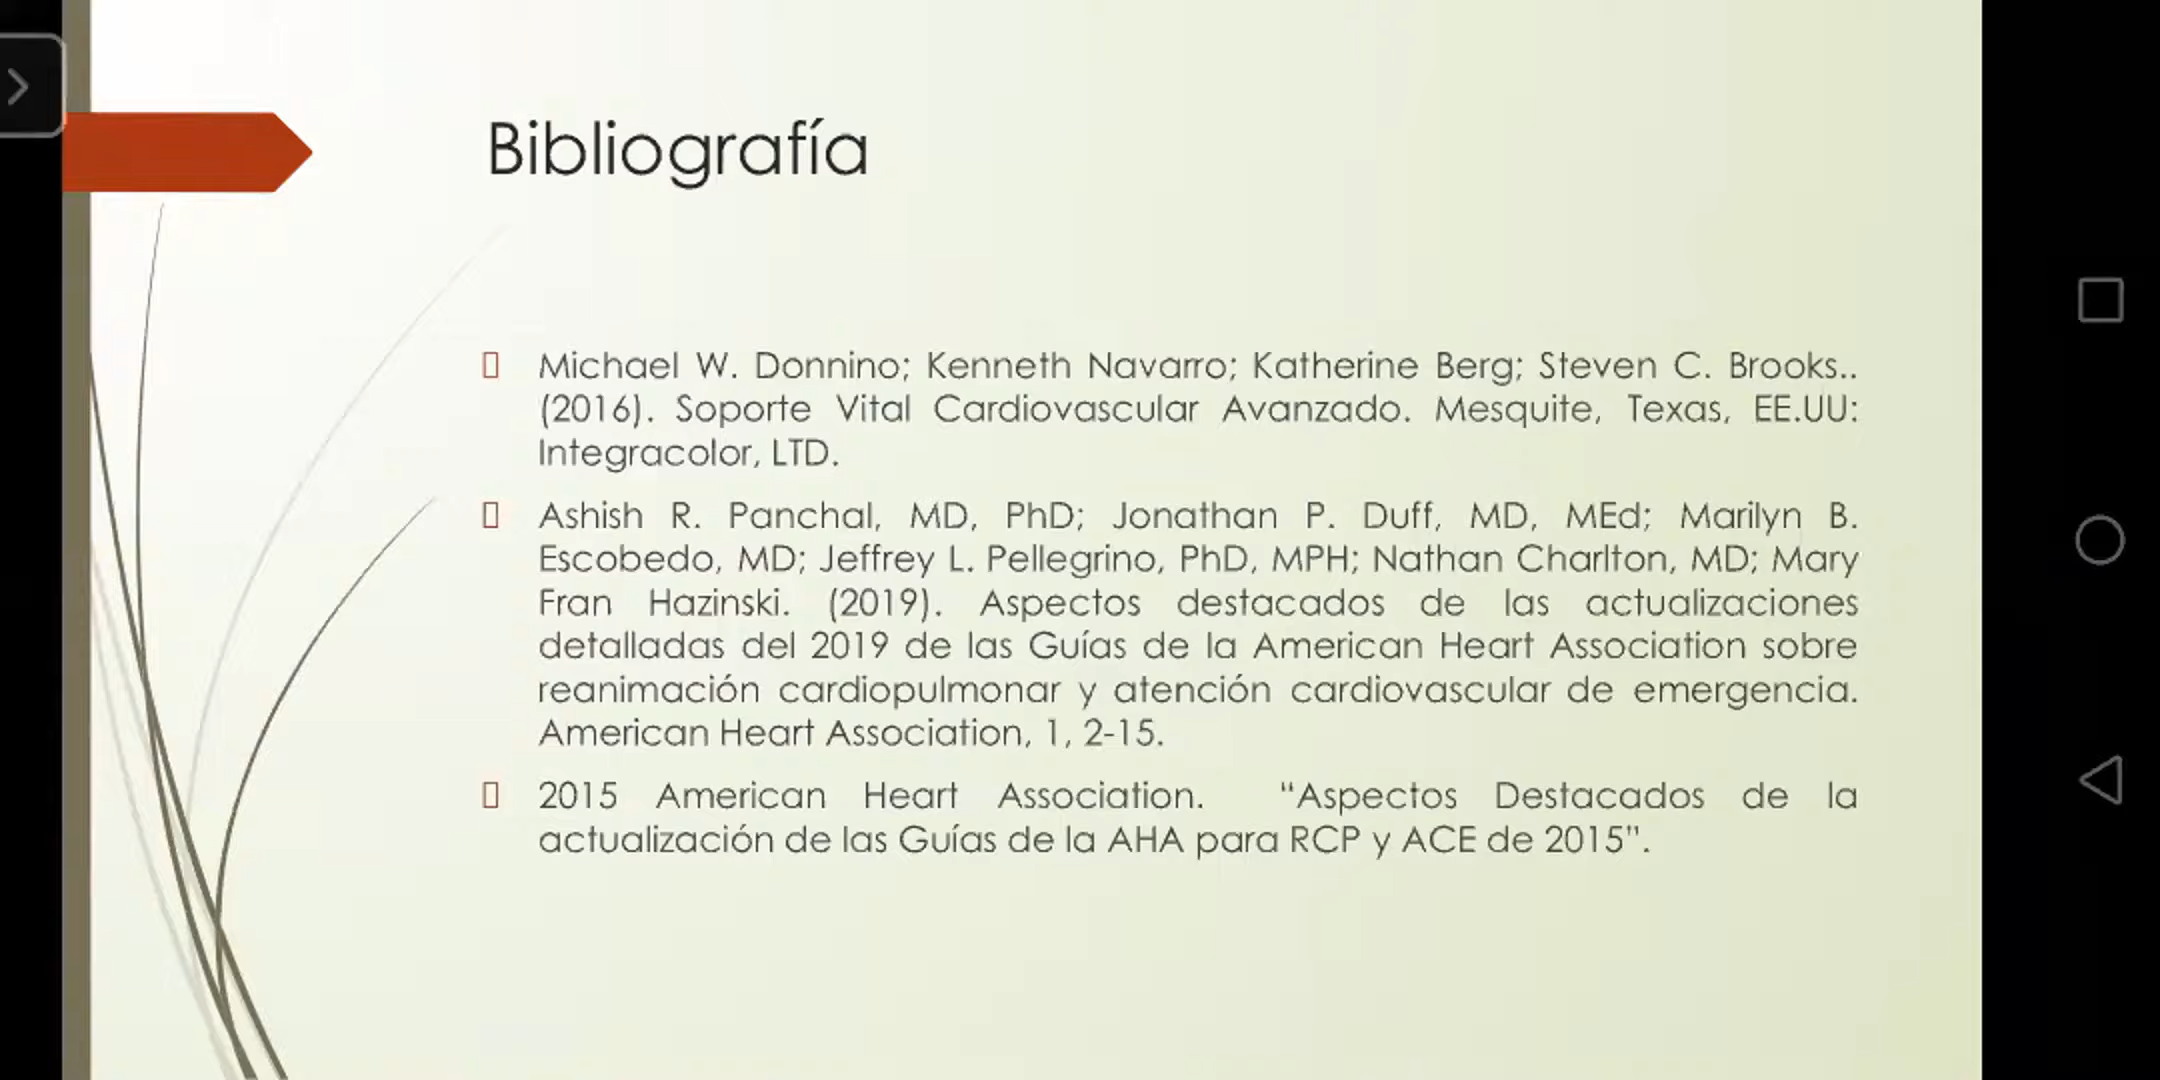 Bibliografía
Michael W. Donnino; Kenneth Navarro; Katherine Berg; Steven C. Brooks..
(2016). Soporte Vital Cardiovascular Avanzado. Mesquite, Texas, EE.UU:
Integracolor, LTD.
Ashish R. Panchal, MD, PhD; Jonathan P. Duff, MD, MEd; Marilyn B.
Escobedo, MD; Jeffrey L. Pellegrino, PhD, MPH; Nathan Charlton, MD; Mary
Fran Hazinski. (2019). Aspectos destacados de las actualizaciones
detalladas del 2019 de las Guías de la American Heart Association sobre
reanimación cardiopulmonar y atención cardiovascular de emergencia.
American Heart Association, 1, 2-15.
2015 American Heart Association. “Aspectos Destacados de la
actualización de las Guías de la AHA para RCP y ACE de 2015”.